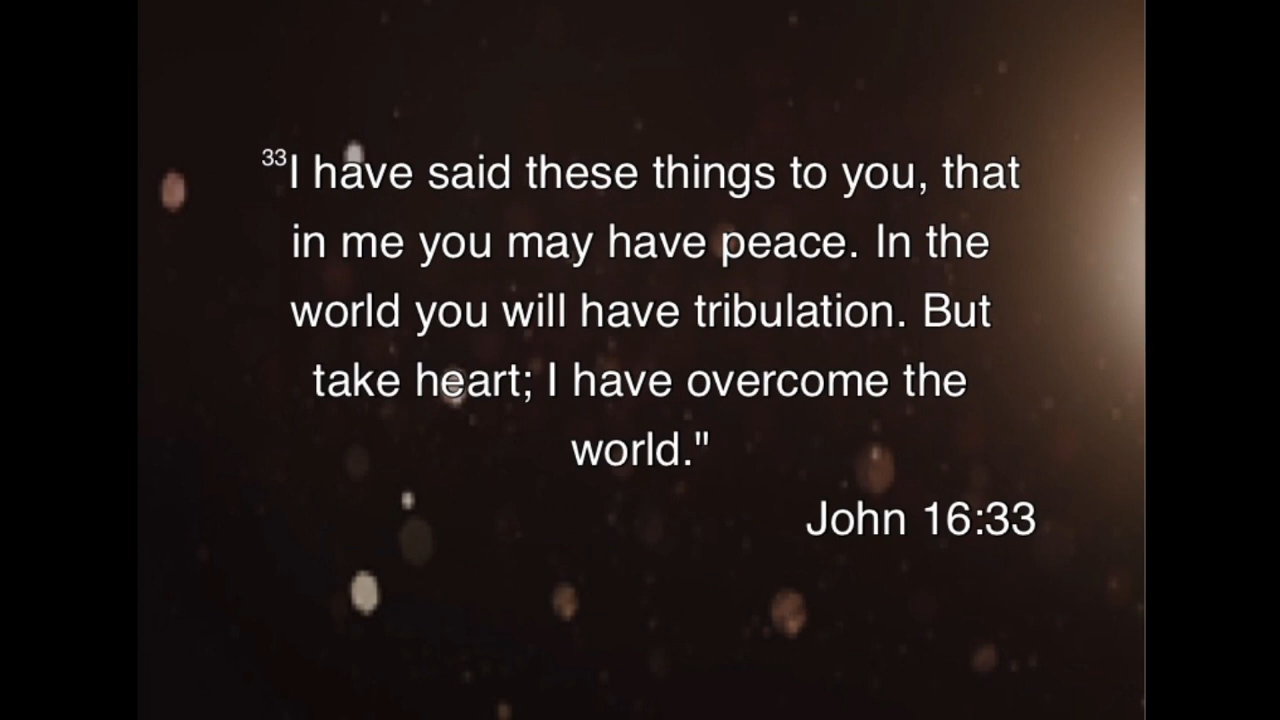 ³³I have said these things to you, that
in me you may have peace. In the
world you will have tribulation. But
take heart; I have overcome the
world."
John 16:33